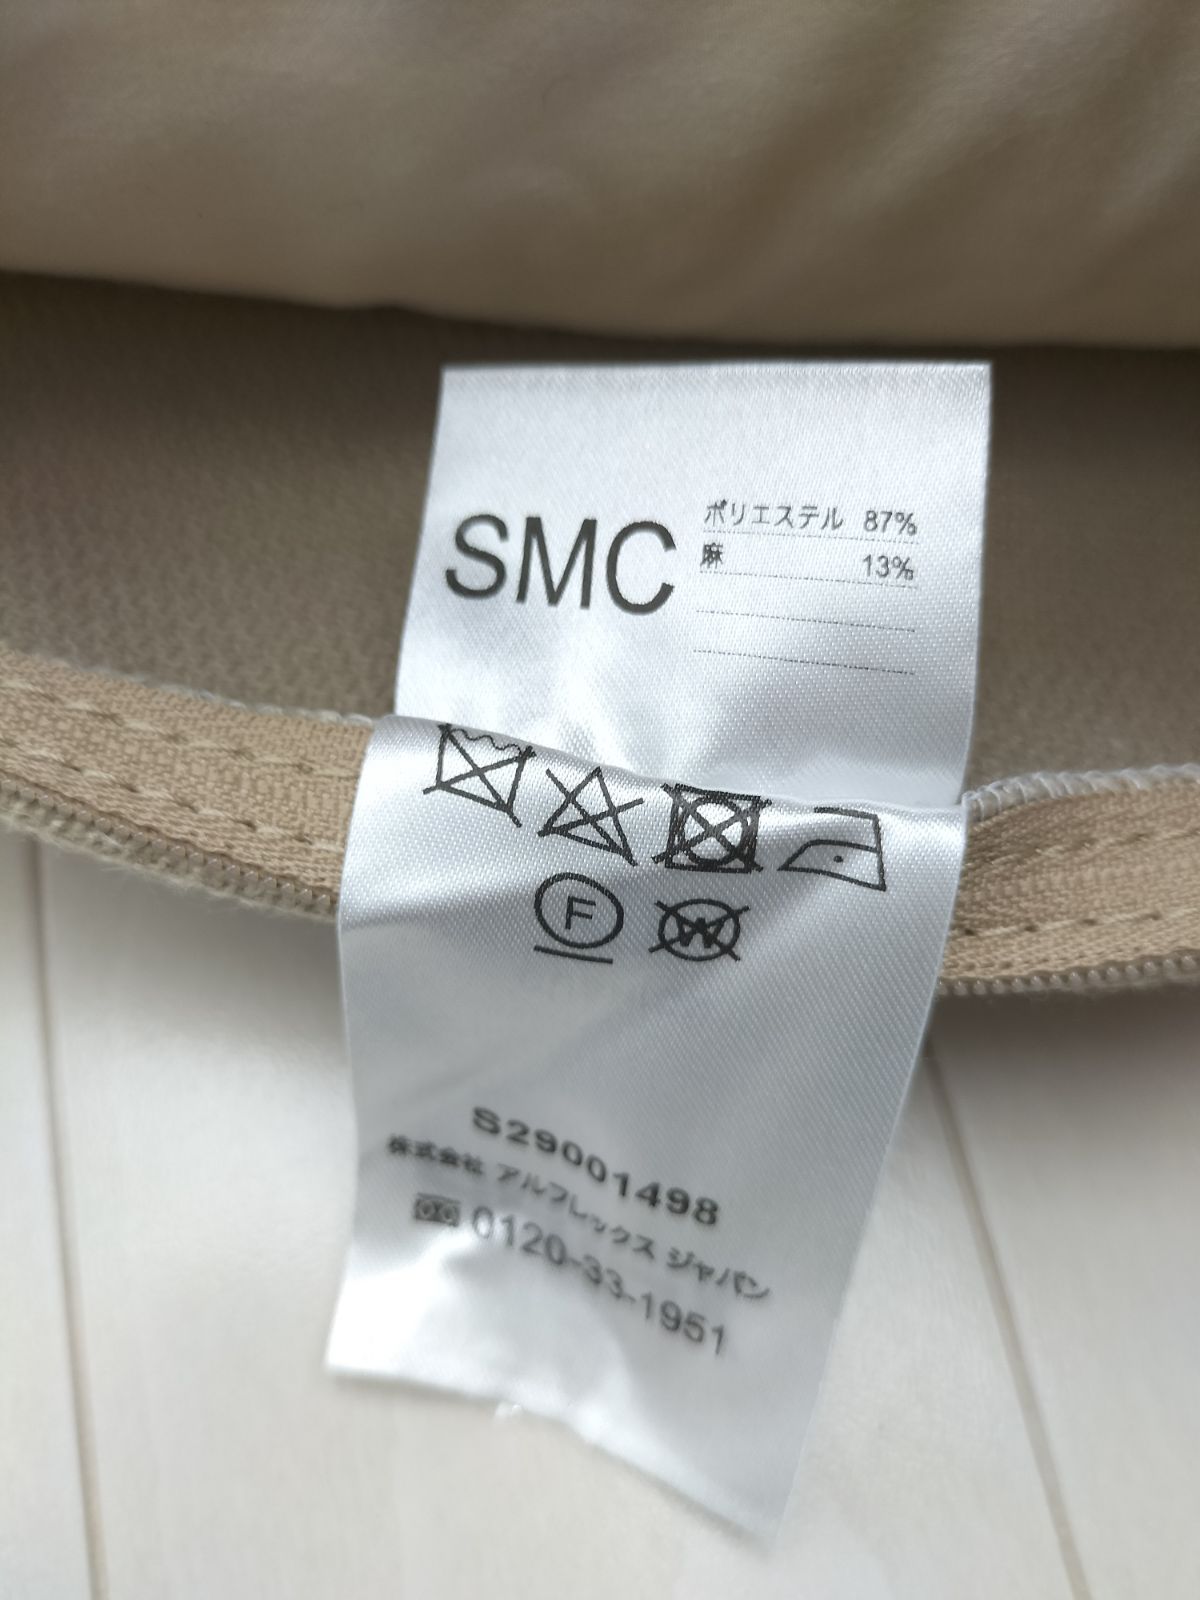 SMC
ポリエステル 87%
麻 13%
F
W
S29001498
株式会社 アルフレックス ジャパン
0120-33-1951